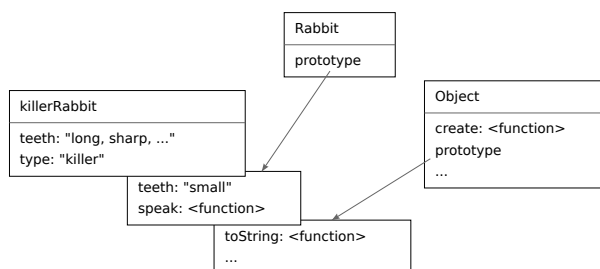 Rabbit
prototype
killerRabbit
teeth: "long, sharp, ..."
type: "killer"
Object
create: <function>
prototype
...
teeth: "small"
speak: <function>
toString: <function>
...